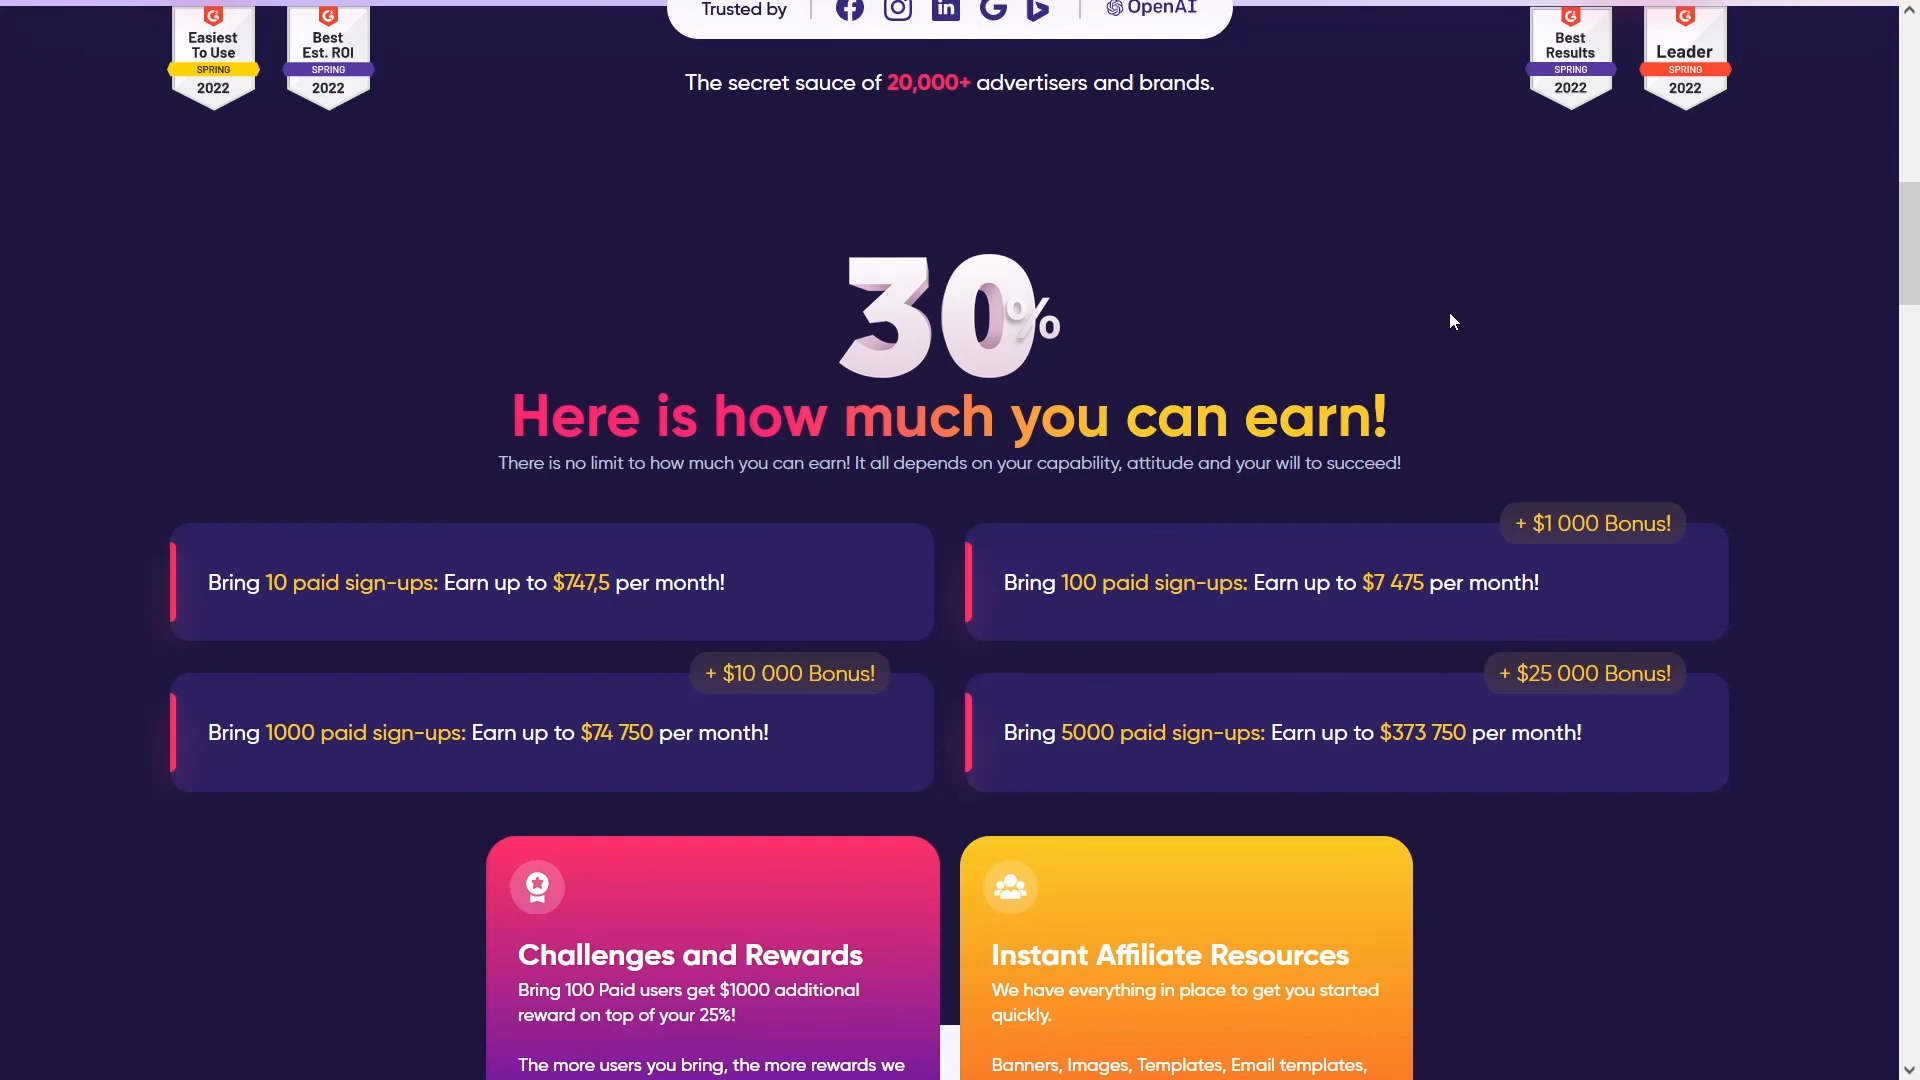 Trusted by
OpenAI
Easiest
To Use
SPRING
2022
Best
Est. ROI
SPRING
2022
Best
Results
SPRING
2022
Leader
SPRING
2022
The secret sauce of 20,000+ advertisers and brands.
30%
Here is how much you can earn!
There is no limit to how much you can earn! It all depends on your capability, attitude and your will to succeed!
Bring 10 paid sign-ups: Earn up to $747,5 per month!
+ $1 000 Bonus!
Bring 100 paid sign-ups: Earn up to $7 475 per month!
+ $10 000 Bonus!
Bring 1000 paid sign-ups: Earn up to $74 750 per month!
+ $25 000 Bonus!
Bring 5000 paid sign-ups: Earn up to $373 750 per month!
Challenges and Rewards
Bring 100 Paid users get $1000 additional
reward on top of your 25%!
The more users you bring, the more rewards we
Instant Affiliate Resources
We have everything in place to get you started
quickly.
Banners, Images, Templates, Email templates,